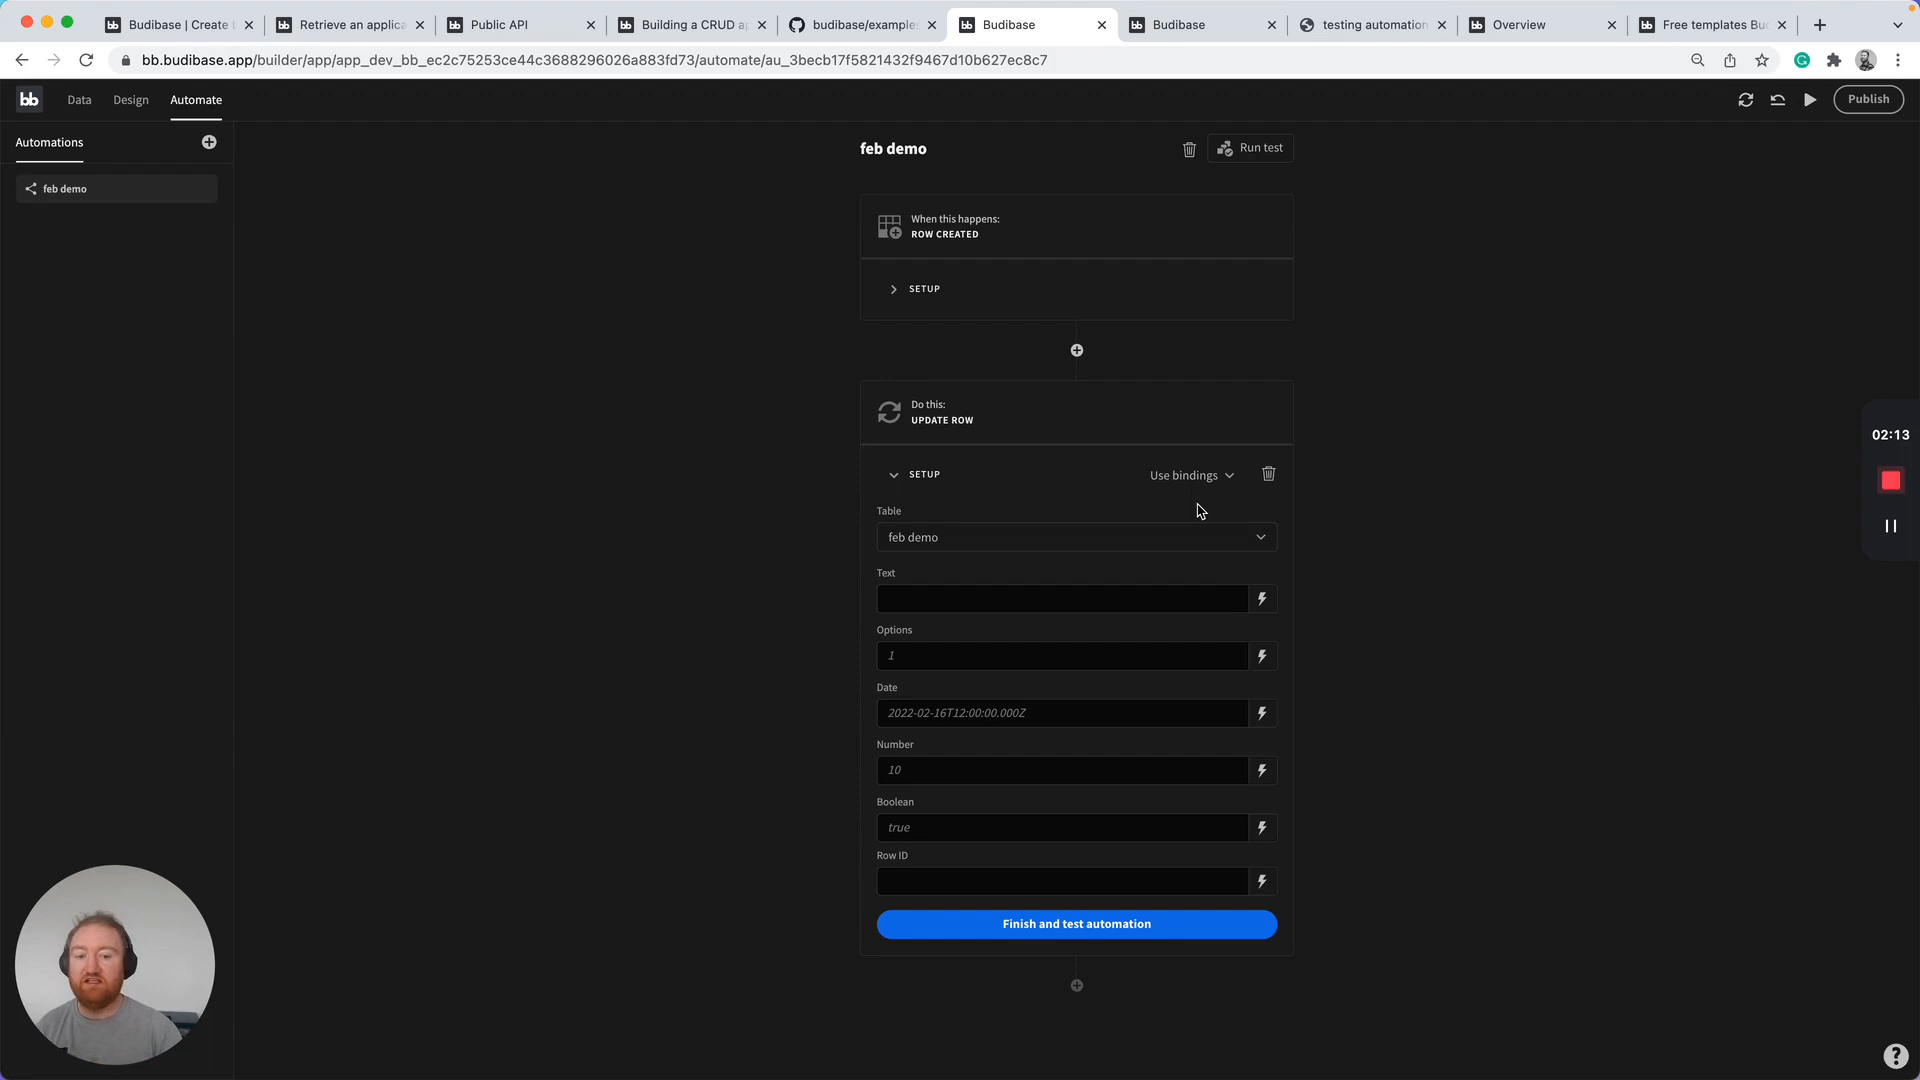 Budibase | Create
Retrieve an applica
Public API
Building a CRUD a
budibase/example
Budibase
Budibase
testing automation
Overview
Free templates Bu
bb.budibase.app/builder/app/app_dev_bb_ec2c75253ce44c3688296026a883fd73/automate/au_3becb17f5821432f9467d10b627ec8c7
bb
Data
Design
Automate
Publish
Automations
feb demo
feb demo
Run test
When this happens:
ROW CREATED
SETUP
Do this:
UPDATE ROW
SETUP
Use bindings
Table
feb demo
Text
Options
1
Date
2022-02-16T12:00:00.000Z
Number
10
Boolean
true
Row ID
Finish and test automation
02:13